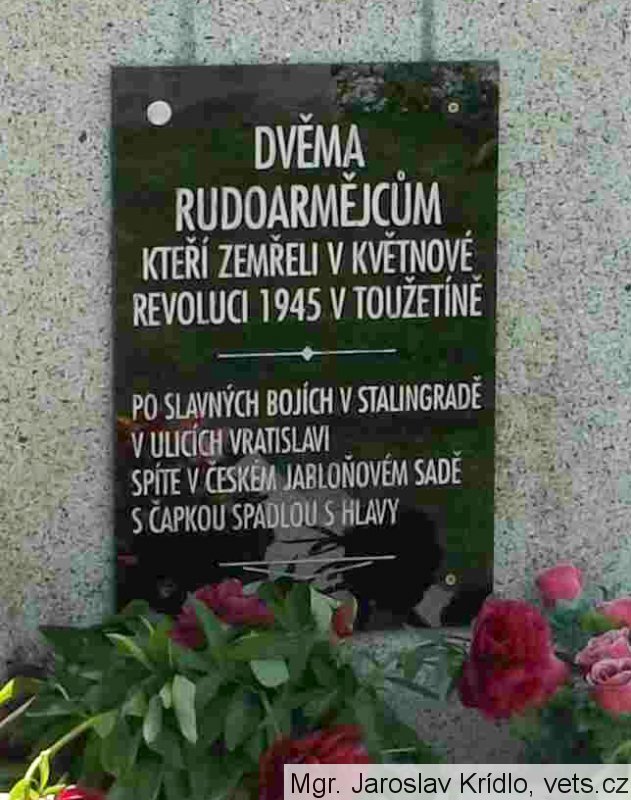 DVĚMA
RUDOARMĚJCŮM
KTEŘÍ ZEMŘELI V KVĚTNOVÉ
REVOLUCI 1945 V TOUŽETÍNĚ
PO SLAVNÝCH BOJÍCH V STALINGRADĚ
V ULICÍCH VRATISLAVI
SPÍTE V ČESKÉM JABLOŇOVÉM SADĚ
S ČAPKOU SPADLOU S HLAVY
Mgr. Jaroslav Krídlo, vets.cz